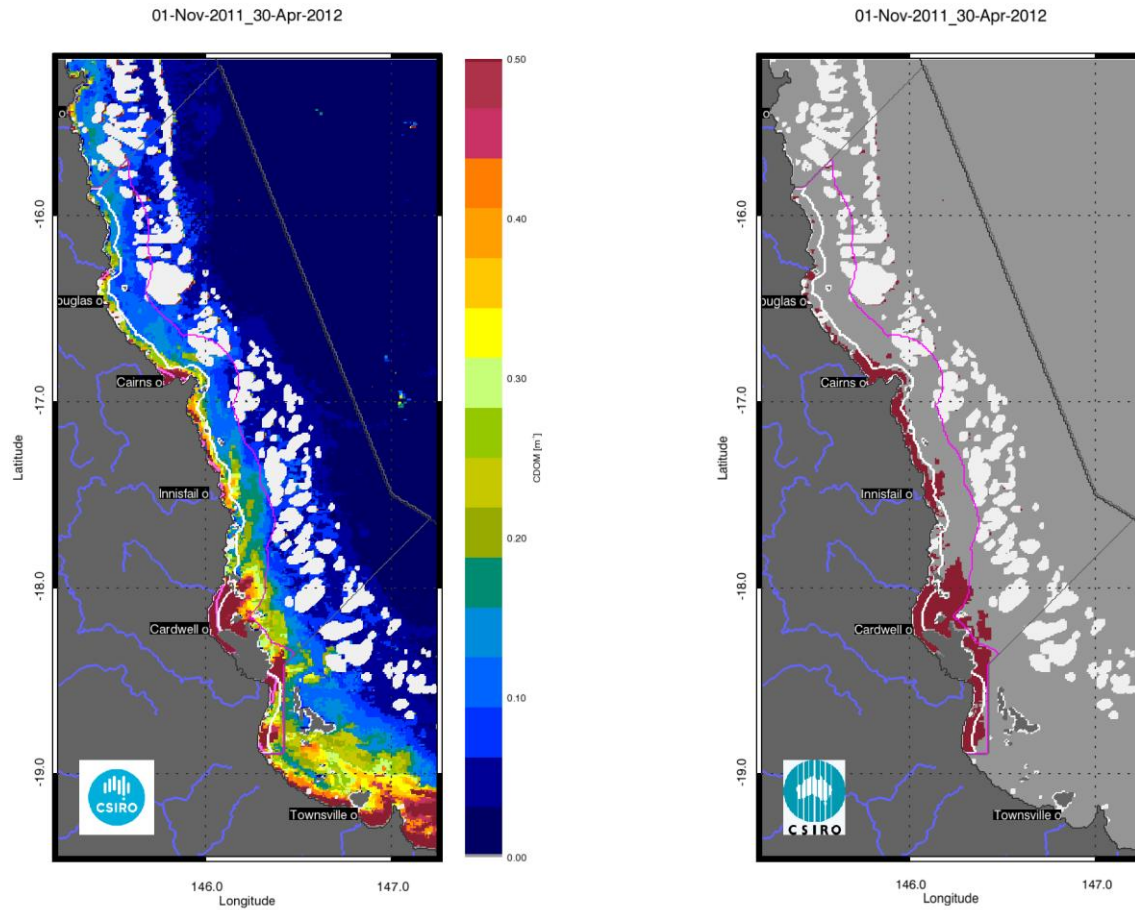 01-Nov-2011_30-Apr-2012
0.50
0.40
0.30
0.20
0.10
0.00
CDOM [m⁻¹]
-16.0
-17.0
-18.0
-19.0
Latitude
ouglas o
Cairns o
Innisfail o
Cardwell o
Townsville o
CSIRO
146.0
147.0
Longitude
01-Nov-2011_30-Apr-2012
-16.0
-17.0
-18.0
-19.0
Latitude
ouglas o
Cairns o
Innisfail o
Cardwell o
Townsville o
CSIRO
146.0
147.0
Longitude